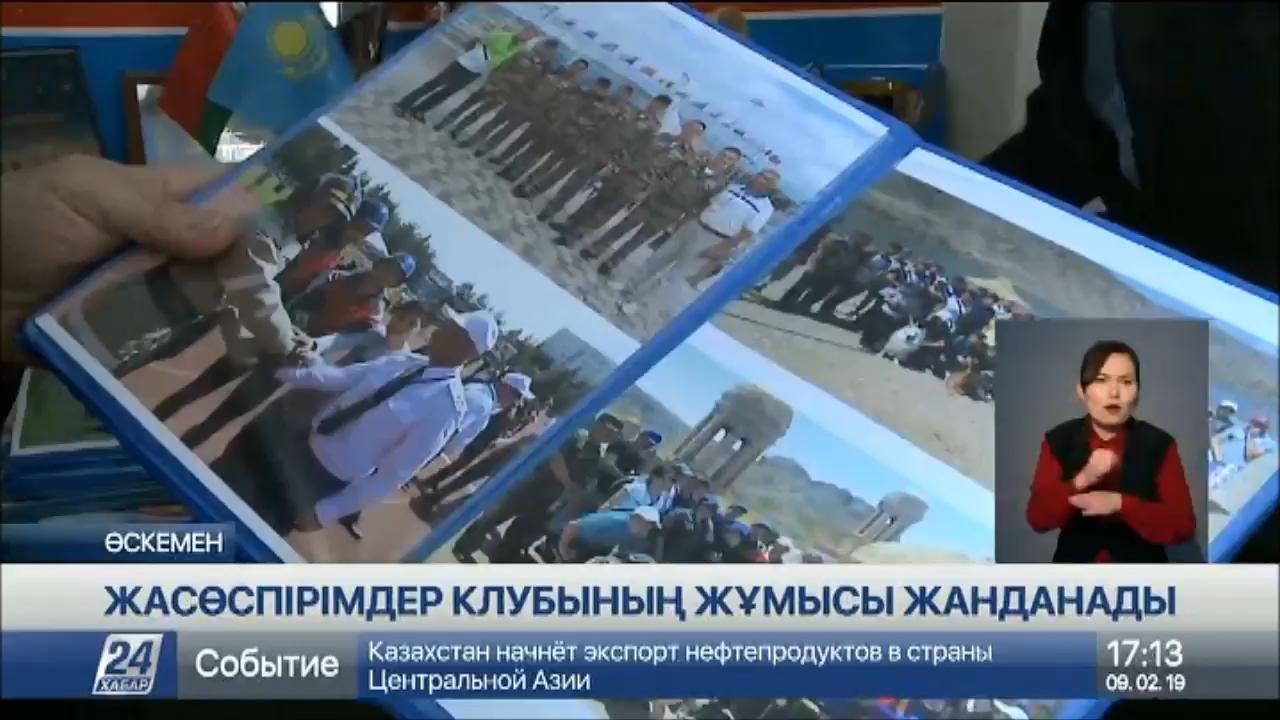 ӨСКЕМЕН
ЖАСӨСПІРІМДЕР КЛУБЫНЫҢ ЖҰМЫСЫ ЖАНДАНАДЫ
24
ХАБАР
Событие
Казахстан начнёт экспорт нефтепродуктов в страны
Центральной Азии
17:13
09.02.19